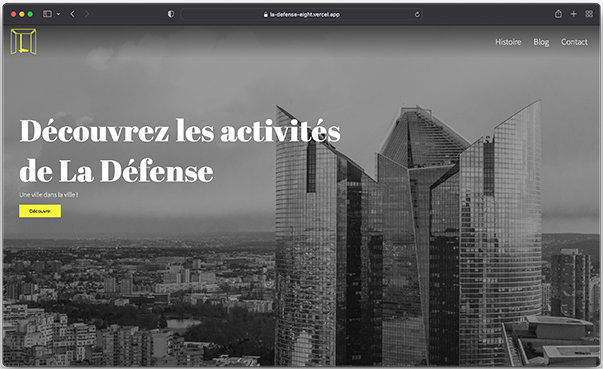 la-defense-eight.vercel.app
Histoire Blog Contact
Découvrez les activités
de La Défense
Une ville dans la ville !
Découvrir